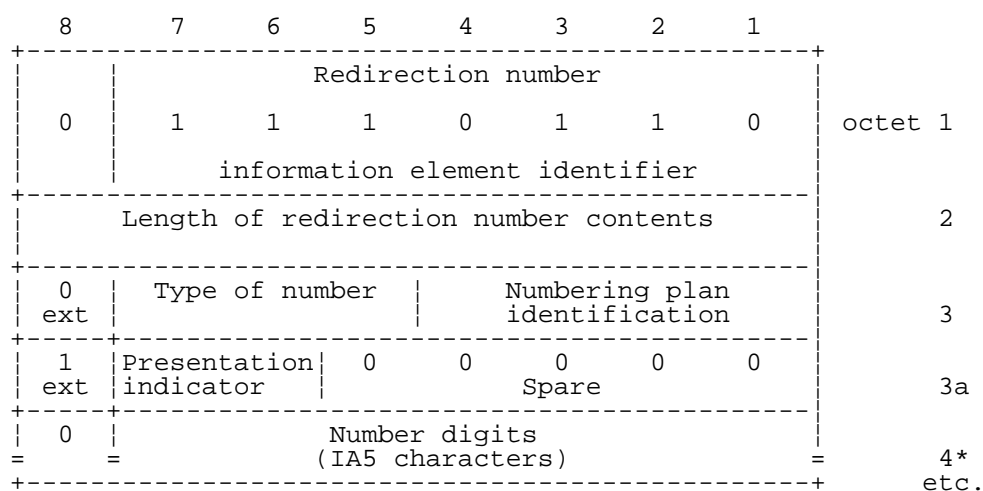 8 7 6 5 4 3 2 1
Redirection number
0 1 1 1 0 1 1 0 octet 1
information element identifier
Length of redirection number contents 2
0 Type of number Numbering plan
ext identification 3
1 Presentation 0 0 0 0 0
ext indicator Spare 3a
0 Number digits
(IA5 characters) 4*
etc.